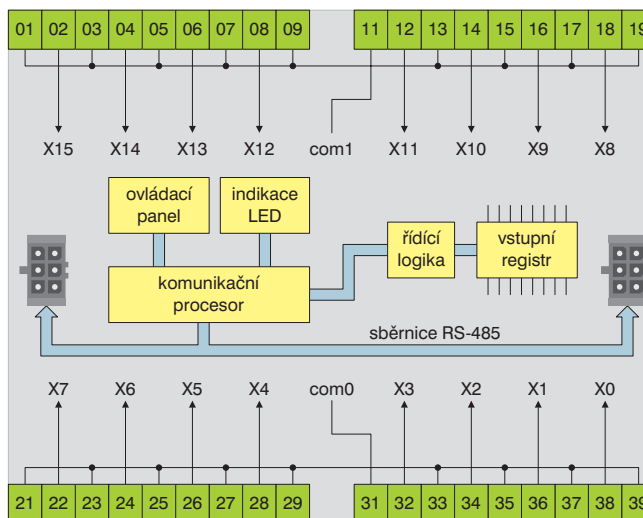 01 02 03 04 05 06 07 08 09 11 12 13 14 15 16 17 18 19
X15 X14 X13 X12 com1 X11 X10 X9 X8
ovládací
panel
indikace
LED
řídící
logika
vstupní
registr
komunikační
procesor
sběrnice RS-485
X7 X6 X5 X4 com0 X3 X2 X1 X0
21 22 23 24 25 26 27 28 29 31 32 33 34 35 36 37 38 39